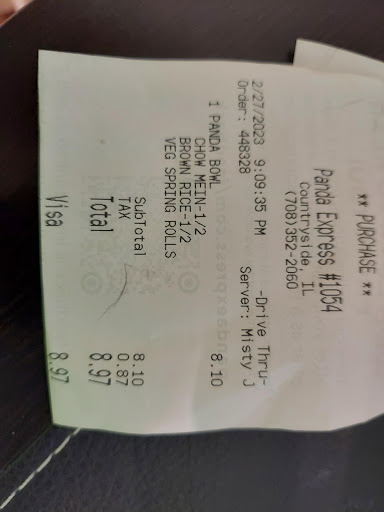 ** PURCHASE **
Panda Express #1054
Countryside, IL
(708)352-2060
-Drive Thru-
2/27/2023 9:09:35 PM
Order: 448328 Server: Misty J
1 PANDA BOWL 8.10
CHOW MEIN-1/2
BROWN RICE-1/2
VEG SPRING ROLLS
SubTotal 8.10
TAX 0.87
Total 8.97
Visa 8.97